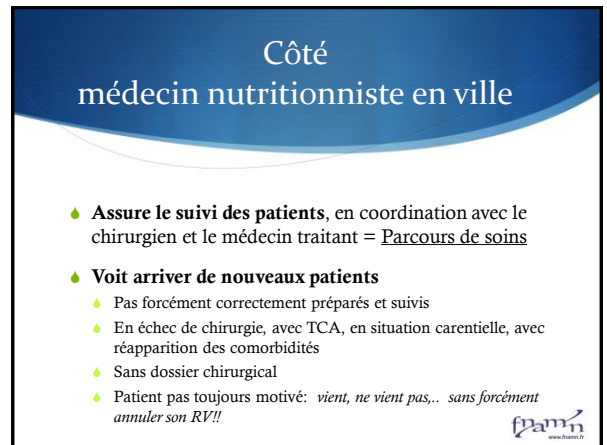 Côté
médecin nutritionniste en ville
Assure le suivi des patients, en coordination avec le
chirurgien et le médecin traitant = Parcours de soins
Voit arriver de nouveaux patients
Pas forcément correctement préparés et suivis
En échec de chirurgie, avec TCA, en situation carentielle, avec
réapparition des comorbidités
Sans dossier chirurgical
Patient pas toujours motivé: vient, ne vient pas,.. sans forcément
annuler son RV!!
fnamn
www.fnamn.fr